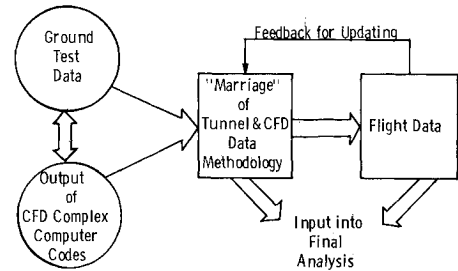 Ground
Test
Data
Output
of
CFD Complex
Computer
Codes
Feedback for Updating
"Marriage"
of
Tunnel & CFD
Data
Methodology
Flight Data
Input into
Final
Analysis